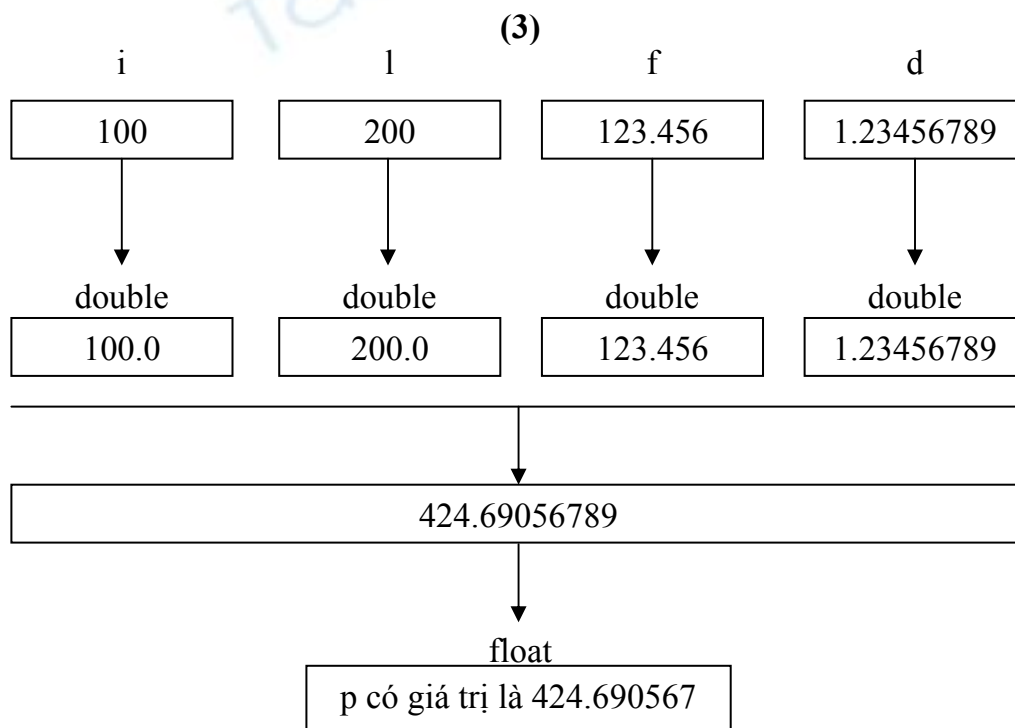 (3)
i l f d
100 200 123.456 1.23456789
double double double double
100.0 200.0 123.456 1.23456789
424.69056789
float
p có giá trị là 424.690567